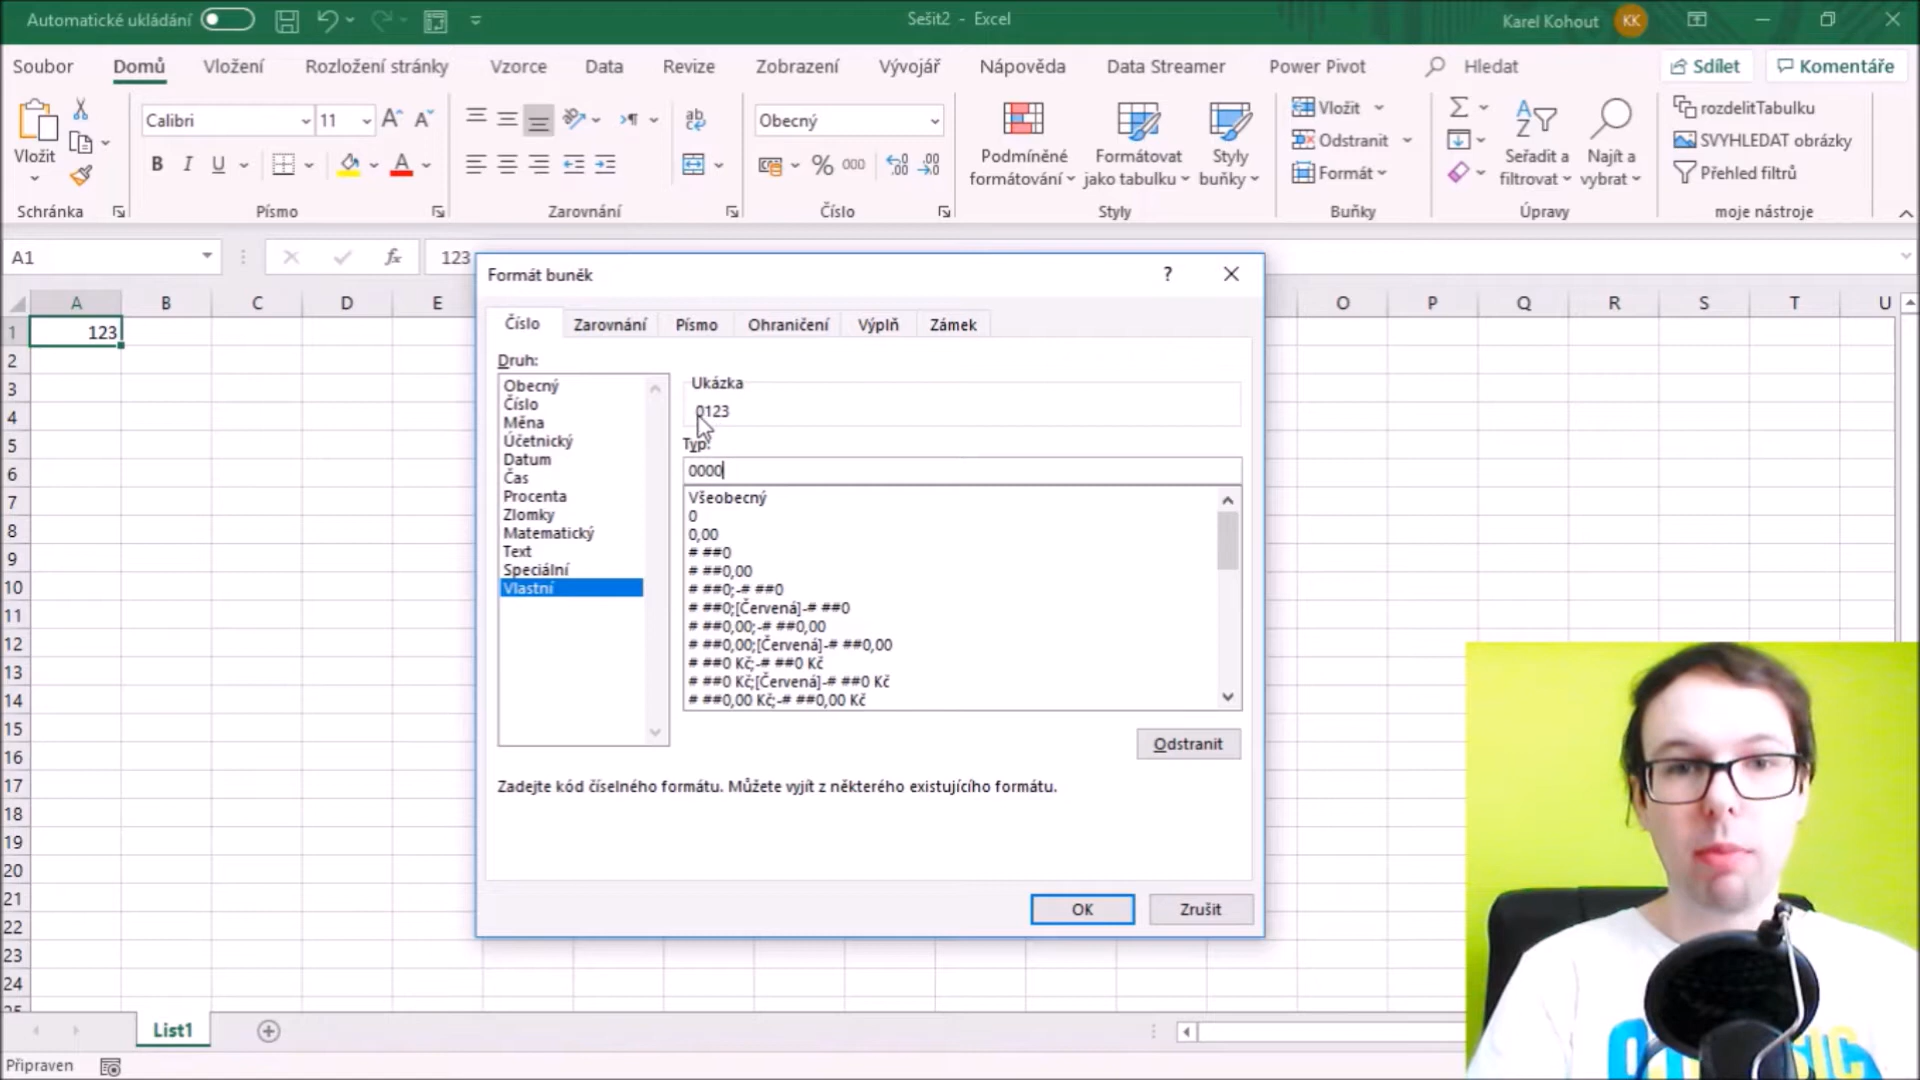 Automatické ukládání
Sešit2 - Excel
Karel Kohout KK
Soubor Domů Vložení Rozložení stránky Vzorce Data Revize Zobrazení Vývojář Nápověda Data Streamer Power Pivot Hledat Sdílet Komentáře
Vložit
Schránka
Calibri 11
B I U
Písmo
Zarovnání
Obecný
% 000
Číslo
Podmíněné formátování
Formátovat jako tabulku
Styly buňky
Styly
Vložit
Odstranit
Formát
Buňky
Seřadit a filtrovat
Najít a vybrat
Úpravy
rozdelitTabulku
SVYHLEDAT obrázky
Přehled filtrů
moje nástroje
A1 fx 123
A B C D E O P Q R S T U
1 123
2
3
4
5
6
7
8
9
10
11
12
13
14
15
16
17
18
19
20
21
22
23
24
25
Formát buněk ?
Číslo Zarovnání Písmo Ohraničení Výplň Zámek
Druh:
Obecný
Číslo
Měna
Účetnický
Datum
Čas
Procenta
Zlomky
Matematický
Text
Speciální
Vlastní
Ukázka
0123
Typ:
0000
Všeobecný
0
0,00
# ##0
# ##0,00
# ##0;-# ##0
# ##0;[Červená]-# ##0
# ##0,00;-# ##0,00
# ##0,00;[Červená]-# ##0,00
# ##0 Kč;-# ##0 Kč
# ##0 Kč;[Červená]-# ##0 Kč
# ##0,00 Kč;-# ##0,00 Kč
Odstranit
Zadejte kód číselného formátu. Můžete vyjít z některého existujícího formátu.
OK Zrušit
List1
Připraven